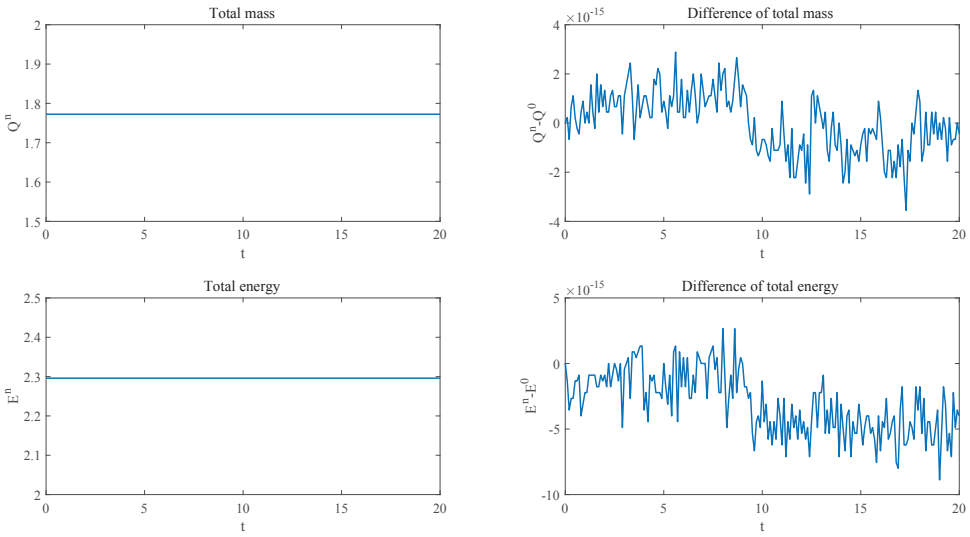 Total mass
2
1.9
1.8
1.7
1.6
1.5
Q^n
0 5 10 15 20
t
Difference of total mass
×10^-15
4
2
0
-2
-4
Q^n-Q^0
0 5 10 15 20
t
Total energy
2.5
2.4
2.3
2.2
2.1
2
E^n
0 5 10 15 20
t
Difference of total energy
×10^-15
5
0
-5
-10
E^n-E^0
0 5 10 15 20
t